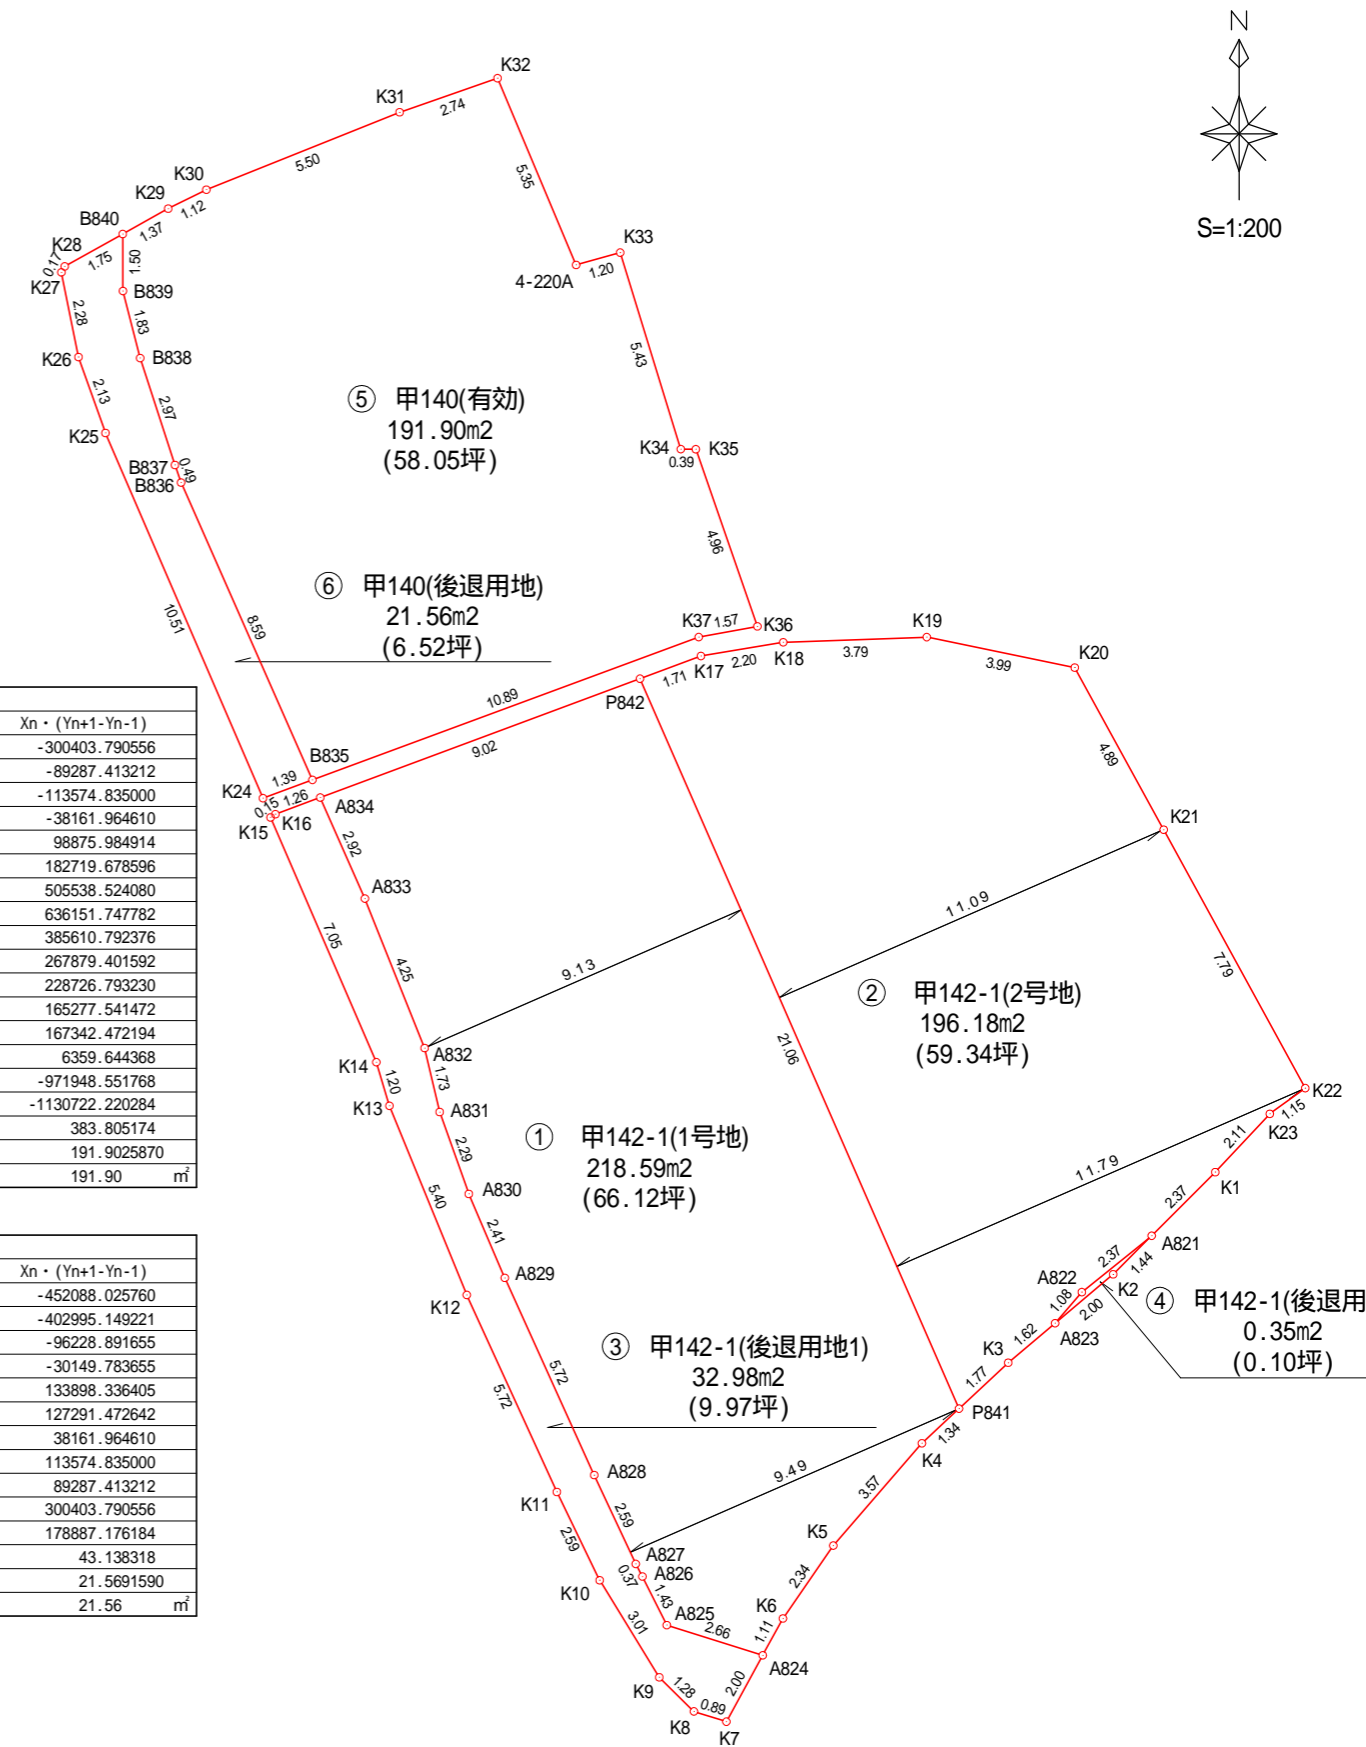 N
S=1:200
K32
K31
2.74
K30
5.50
5.35
K29
1.12
B840
1.37
K28
0.17
1.75
1.50
K27
B839
K33
1.20
4-220A
2.28
1.83
K26
B838
5.43
2.13
2.97
⑤ 甲140(有効)
191.90m2
(58.05坪)
K25
K34
K35
0.39
B837
0.49
B836
4.96
⑥ 甲140(後退用地)
21.56m2
(6.52坪)
10.51
8.59
K37
1.57
K36
K19
K18
3.79
3.99
K20
K17
2.20
1.71
P842
10.89
9.02
4.89
B835
1.39
K24
0.15
1.26
K15
K16
A834
2.92
K21
A833
11.09
7.05
4.25
9.13
7.79
② 甲142-1(2号地)
196.18m2
(59.34坪)
21.06
A832
K14
1.20
1.73
K13
A831
K22
1.15
K23
① 甲142-1(1号地)
218.59m2
(66.12坪)
2.29
2.11
11.79
K1
A830
5.40
2.41
2.37
A821
A829
2.37
1.44
A822
K2
K12
1.08
2.00
④ 甲142-1(後退用
0.35m2
(0.10坪)
A823
1.62
K3
③ 甲142-1(後退用地1)
32.98m2
(9.97坪)
5.72
5.72
1.77
P841
1.34
K4
9.49
A828
K11
3.57
2.59
2.59
K5
A827
0.37
A826
K10
1.43
2.34
A825
K6
3.01
2.66
1.11
A824
K9
1.28
2.00
0.89
K8
K7
Xn・(Yn+1-Yn-1)
-300403.790556
-89287.413212
-113574.835000
-38161.964610
98875.984914
182719.678596
505538.524080
636151.747782
385610.792376
267879.401592
228726.793230
165277.541472
167342.472194
6359.644368
-971948.551768
-1130722.220284
383.805174
191.9025870
191.90 ㎡
Xn・(Yn+1-Yn-1)
-452088.025760
-402995.149221
-96228.891655
-30149.783655
133898.336405
127291.472642
38161.964610
113574.835000
89287.413212
300403.790556
178887.176184
43.138318
21.5691590
21.56 ㎡